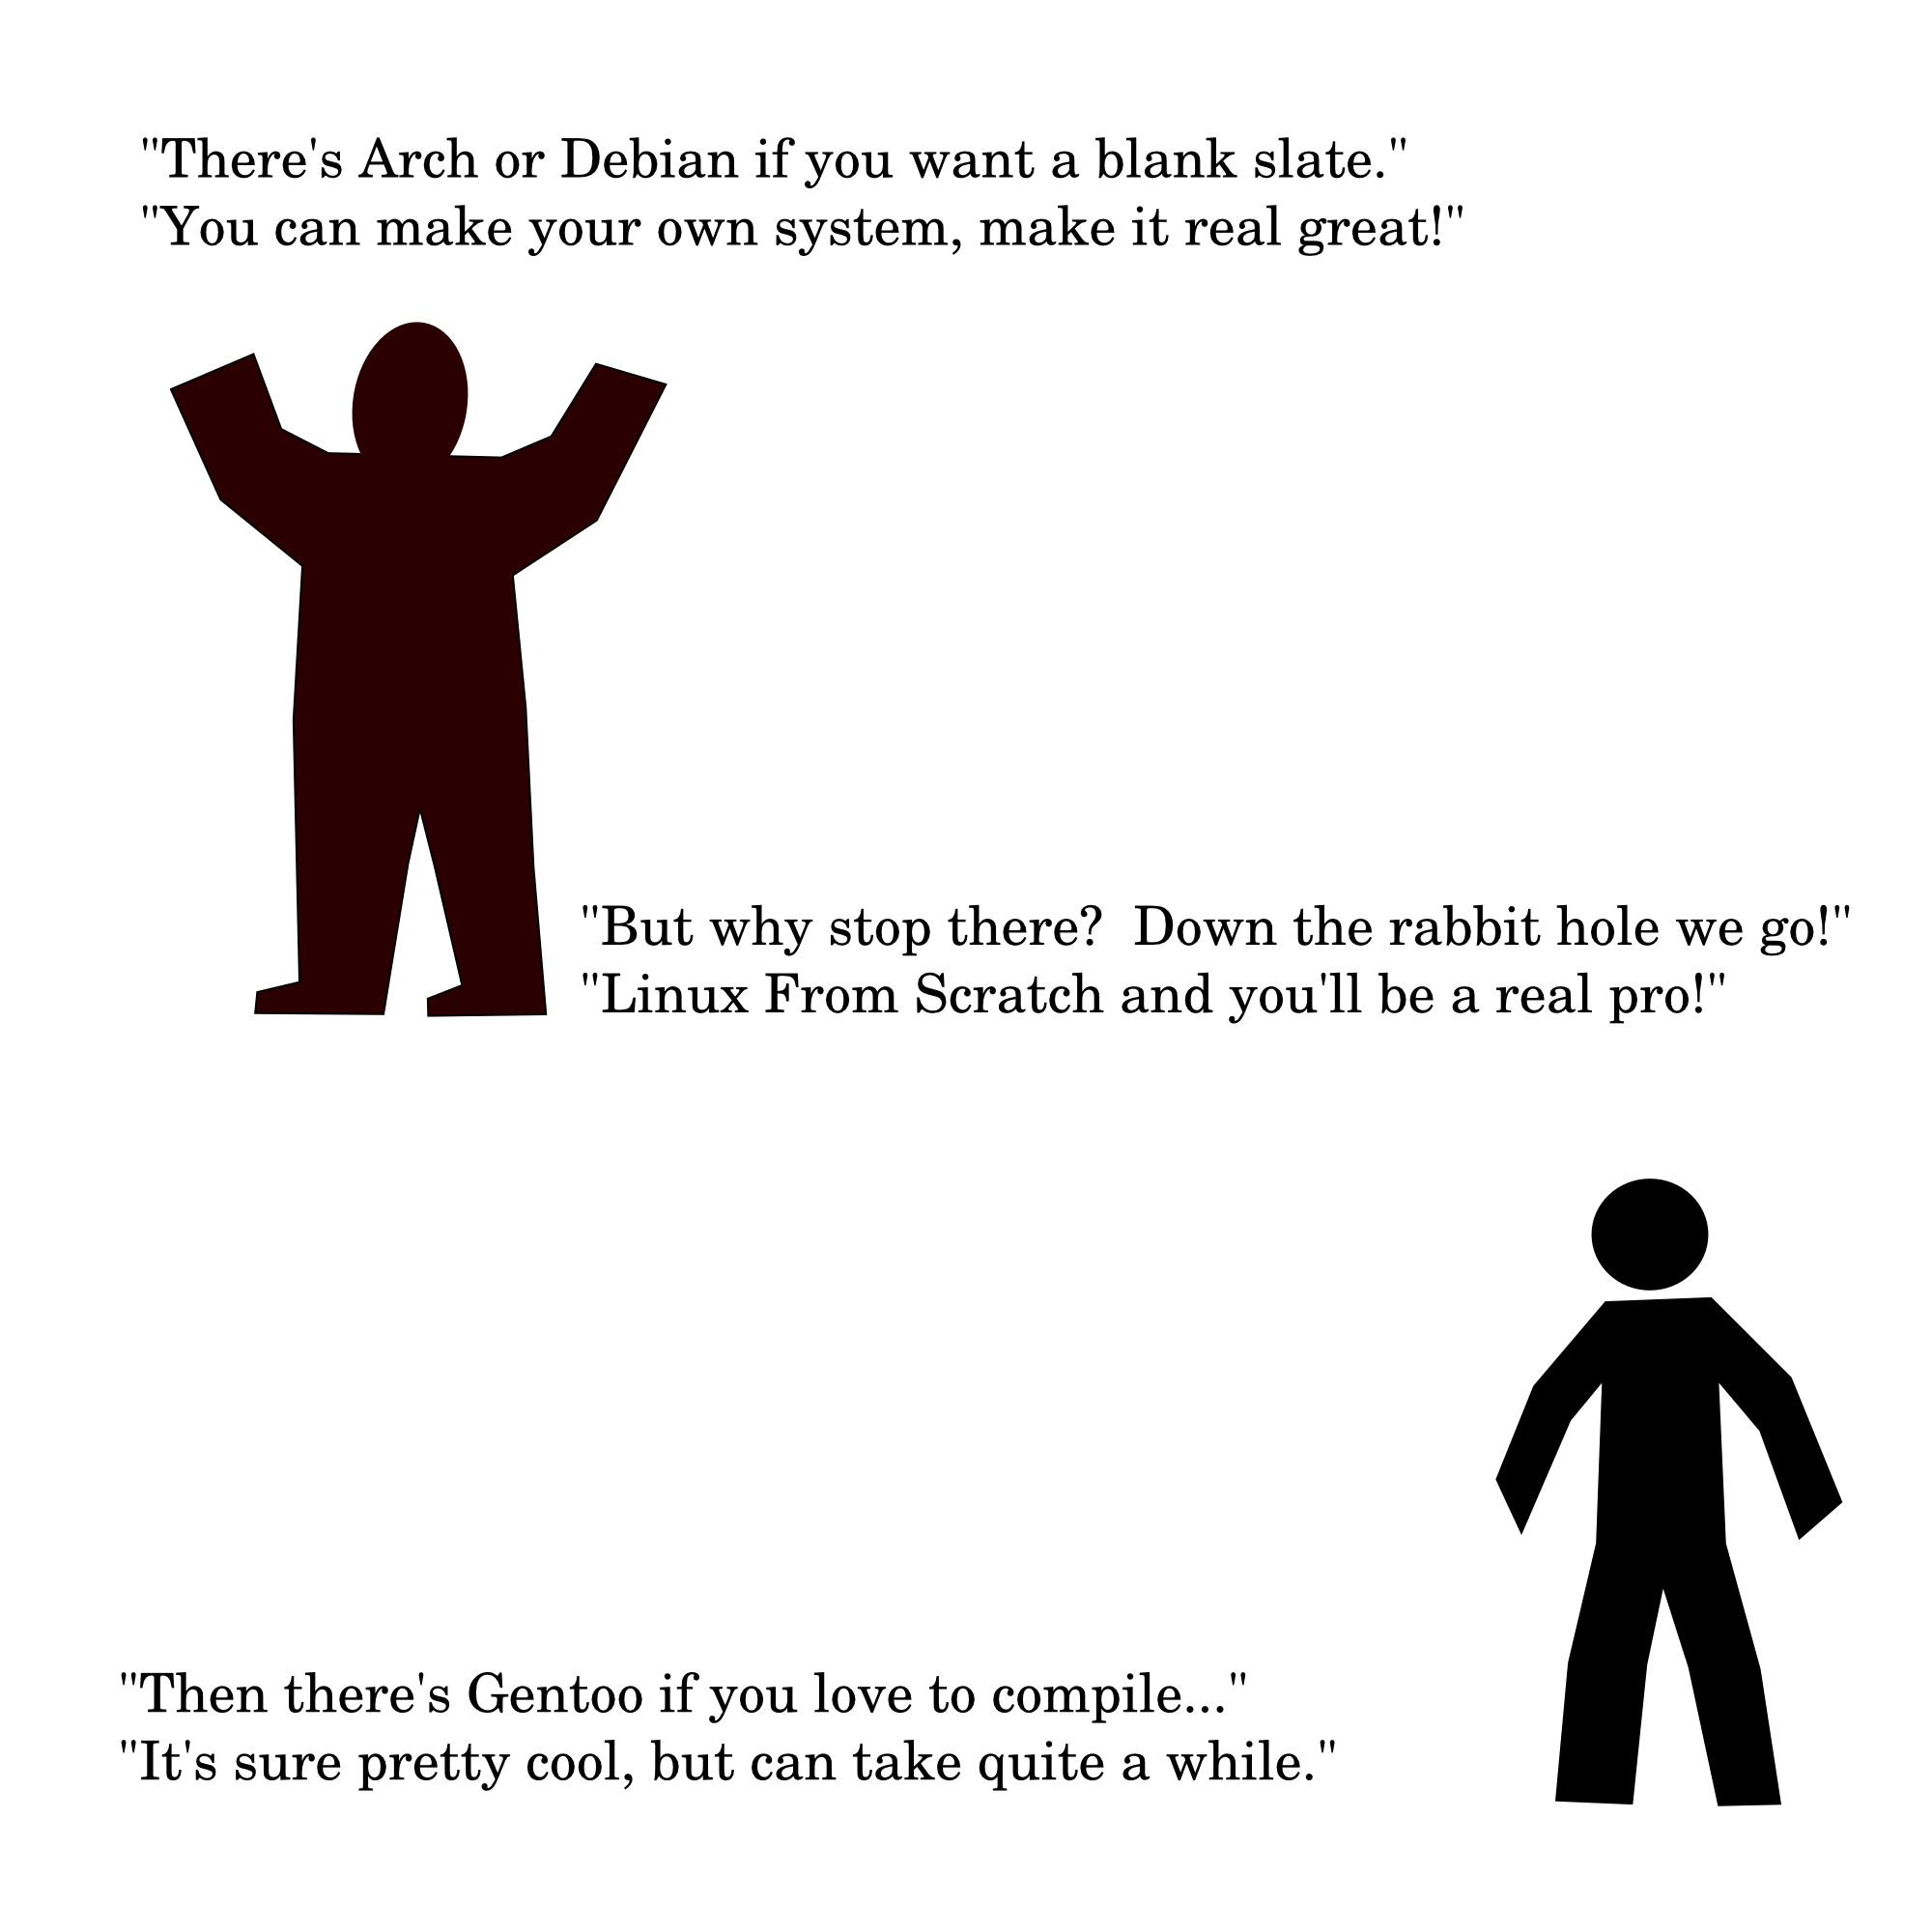 "There's Arch or Debian if you want a blank slate."
"You can make your own system, make it real great!"
"But why stop there?  Down the rabbit hole we go!"
"Linux From Scratch and you'll be a real pro!"
"Then there's Gentoo if you love to compile..."
"It's sure pretty cool, but can take quite a while."